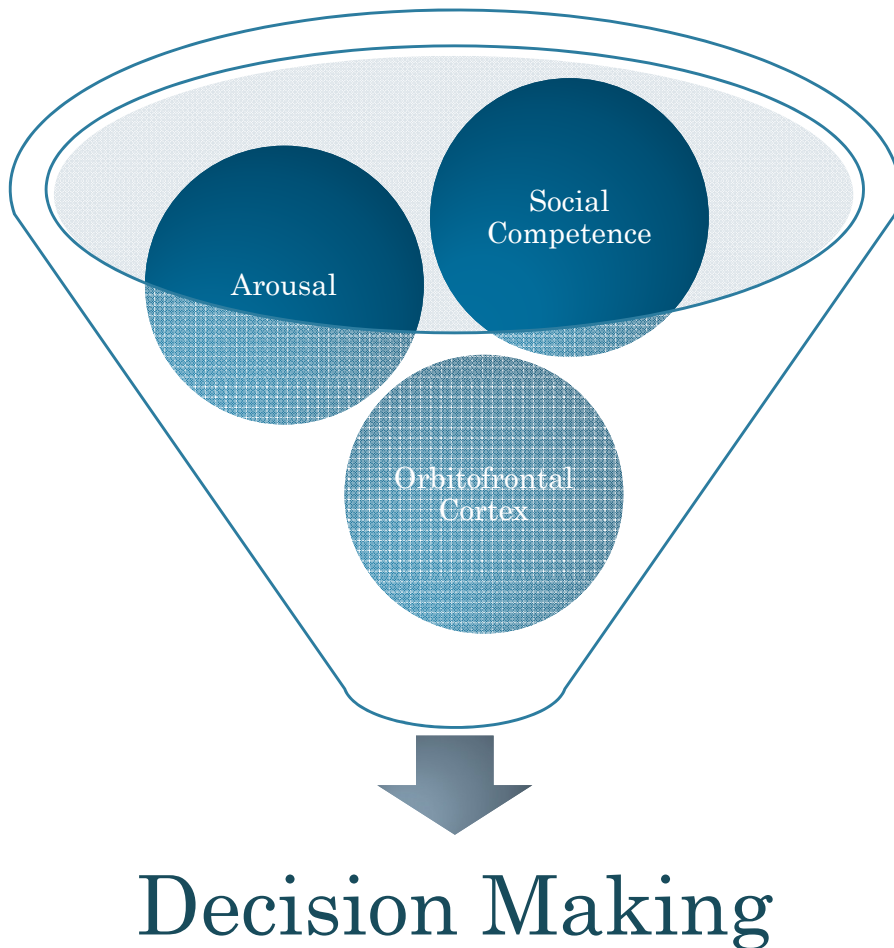 Social
Competence
Arousal
Orbitofrontal
Cortex
Decision Making